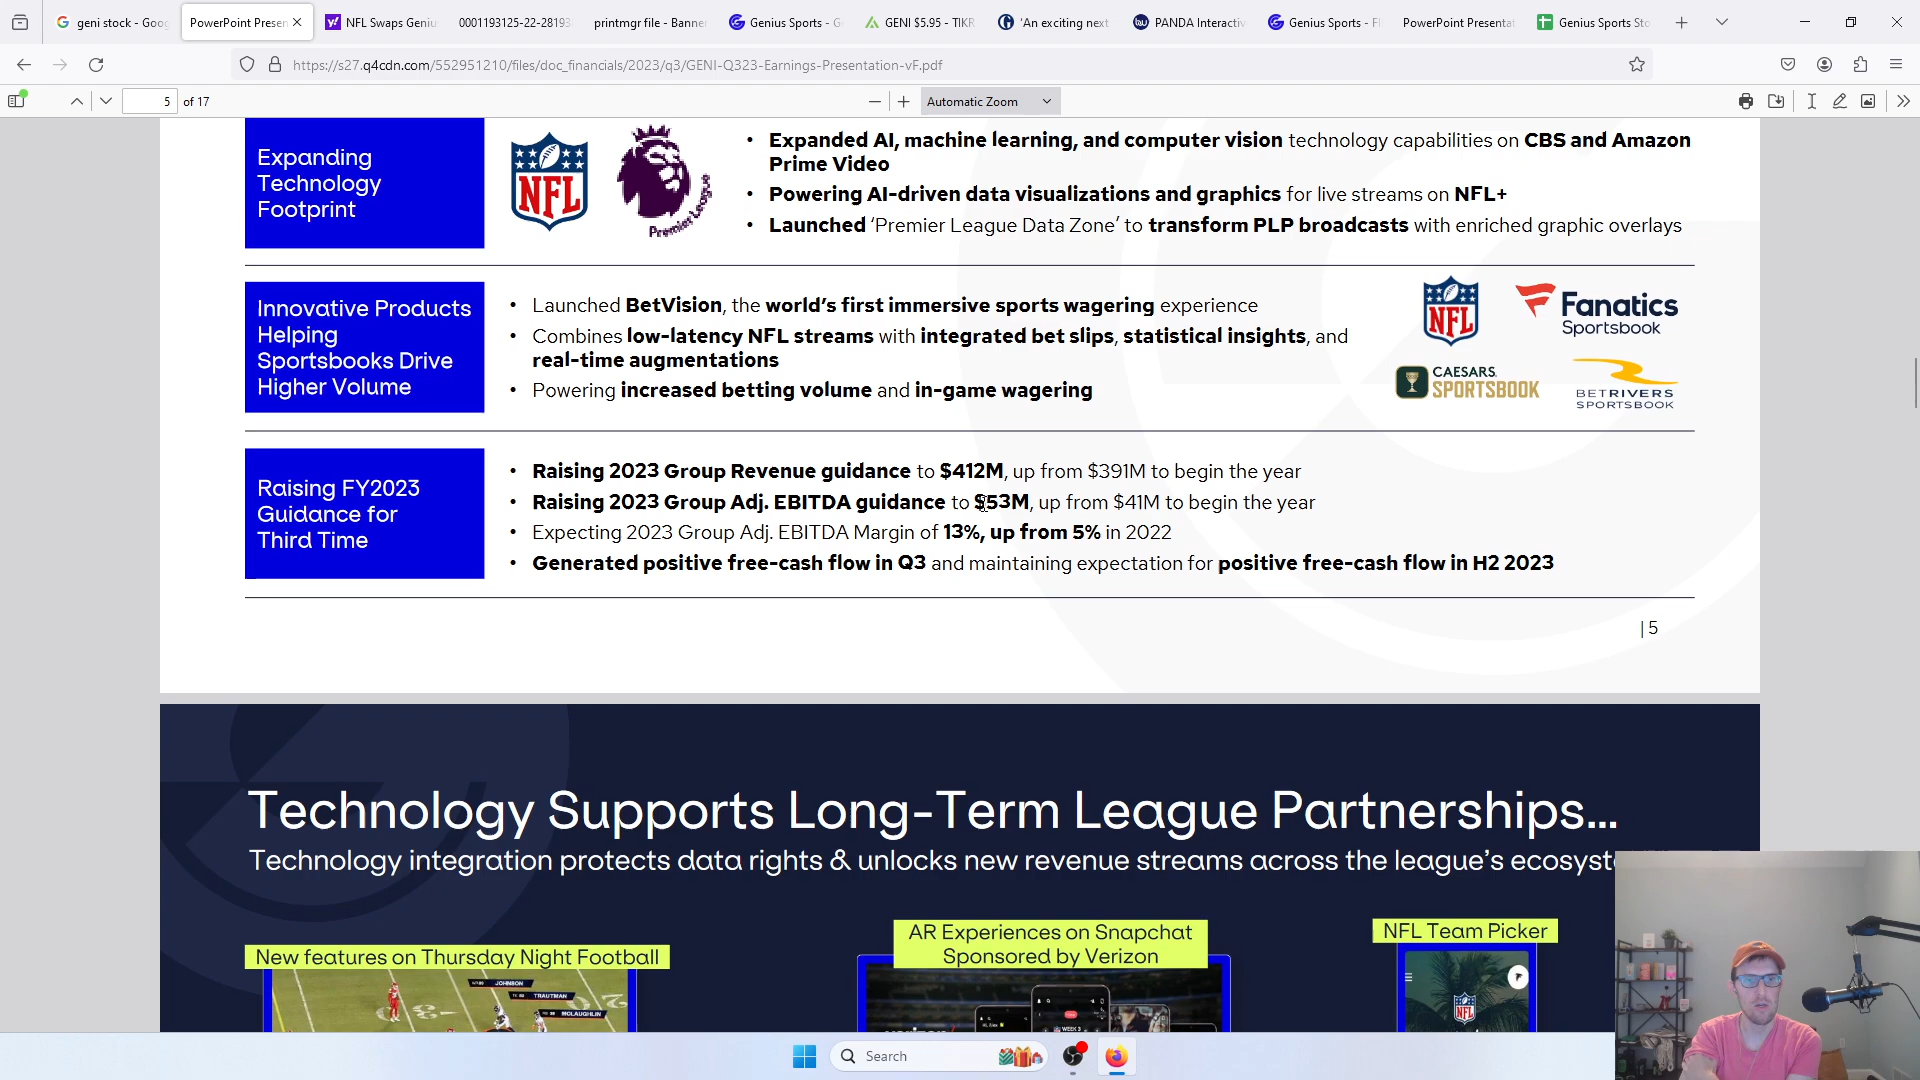 geni stock - Goog
PowerPoint Presen
NFL Swaps Geniu
0001193125-22-28193
printmgr file - Banner
Genius Sports - G
GENI $5.95 - TIKR
'An exciting next
PANDA Interactiv
Genius Sports - F
PowerPoint Presentat
Genius Sports Sto
https://s27.q4cdn.com/552951210/files/doc_financials/2023/q3/GENI-Q323-Earnings-Presentation-vF.pdf
5 of 17
Automatic Zoom
Expanding
Technology
Footprint
NFL
Premier League
• Expanded AI, machine learning, and computer vision technology capabilities on CBS and Amazon
Prime Video
• Powering AI-driven data visualizations and graphics for live streams on NFL+
• Launched ‘Premier League Data Zone’ to transform PLP broadcasts with enriched graphic overlays
Innovative Products
Helping
Sportsbooks Drive
Higher Volume
• Launched BetVision, the world’s first immersive sports wagering experience
• Combines low-latency NFL streams with integrated bet slips, statistical insights, and
real-time augmentations
• Powering increased betting volume and in-game wagering
NFL
Fanatics
Sportsbook
CAESARS
SPORTSBOOK
BETRIVERS
SPORTSBOOK
Raising FY2023
Guidance for
Third Time
• Raising 2023 Group Revenue guidance to $412M, up from $391M to begin the year
• Raising 2023 Group Adj. EBITDA guidance to $53M, up from $41M to begin the year
• Expecting 2023 Group Adj. EBITDA Margin of 13%, up from 5% in 2022
• Generated positive free-cash flow in Q3 and maintaining expectation for positive free-cash flow in H2 2023
| 5
Technology Supports Long-Term League Partnerships...
Technology integration protects data rights & unlocks new revenue streams across the league’s ecosyst
New features on Thursday Night Football
AR Experiences on Snapchat
Sponsored by Verizon
NFL Team Picker
JOHNSON
TRAUTMAN
MCLAUGHLIN
WEEK 3
NFL
Search